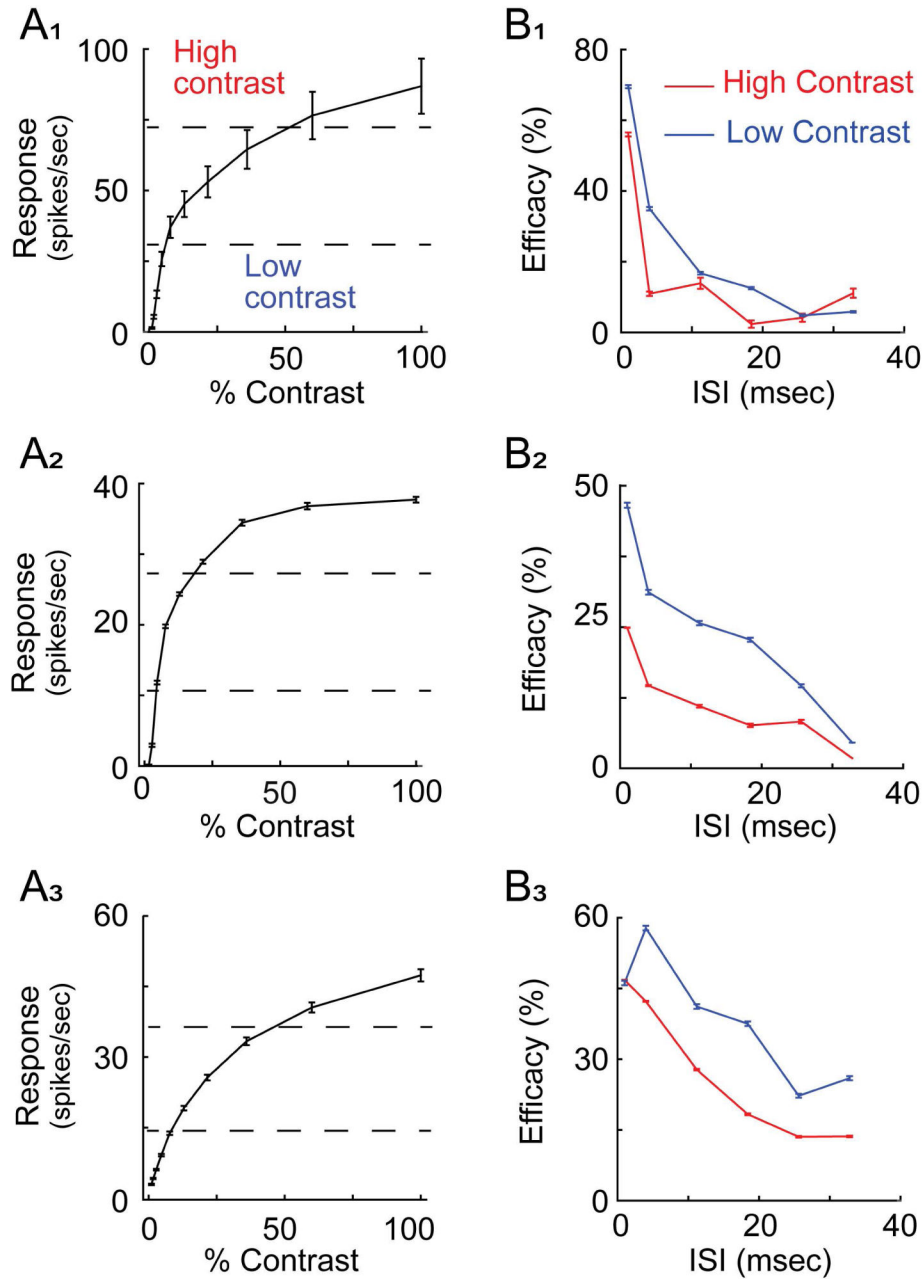 A₁
High
contrast
Low
contrast
Response
(spikes/sec)
100
50
0
0
50
100
% Contrast
B₁
High Contrast
Low Contrast
Efficacy (%)
80
40
0
0
20
40
ISI (msec)
A₂
Response
(spikes/sec)
40
20
0
0
50
100
% Contrast
B₂
Efficacy (%)
50
25
0
0
20
40
ISI (msec)
A₃
Response
(spikes/sec)
60
30
0
0
50
100
% Contrast
B₃
Efficacy (%)
60
30
0
0
20
40
ISI (msec)